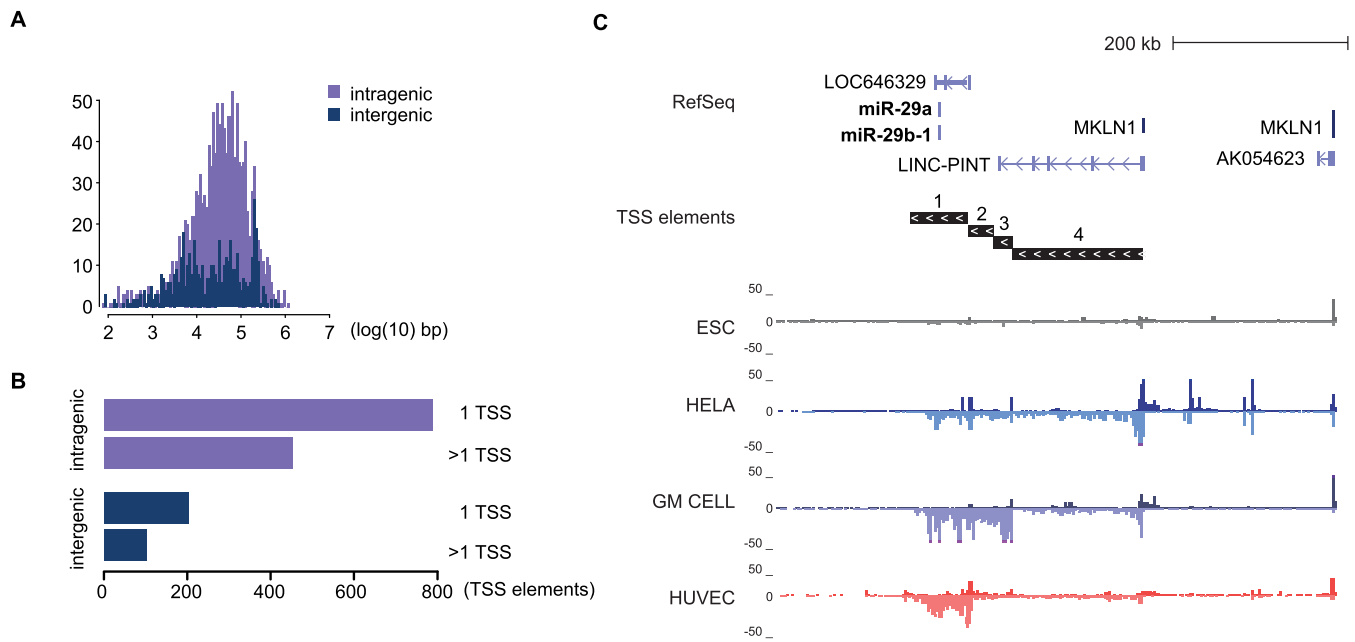 A
intragenic
intergenic
50
40
30
20
10
0
2 3 4 5 6 7 (log(10) bp)
B
intragenic
1 TSS
>1 TSS
intergenic
1 TSS
>1 TSS
0 200 400 600 800 (TSS elements)
C
200 kb
RefSeq
LOC646329
miR-29a
miR-29b-1
MKLN1
MKLN1
LINC-PINT
AK054623
TSS elements
1
2
3
4
ESC
50
0
-50
HELA
50
0
-50
GM CELL
50
0
-50
HUVEC
50
0
-50